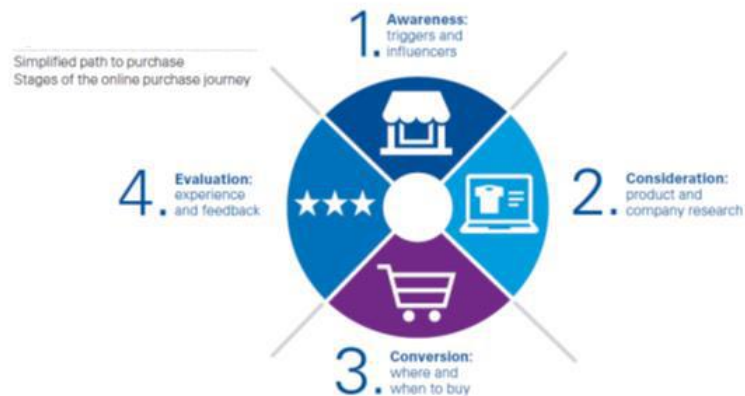 Simplified path to purchase
Stages of the online purchase journey
1. Awareness:
triggers and
influencers
2. Consideration:
product and
company research
3. Conversion:
where and
when to buy
4. Evaluation:
experience
and feedback